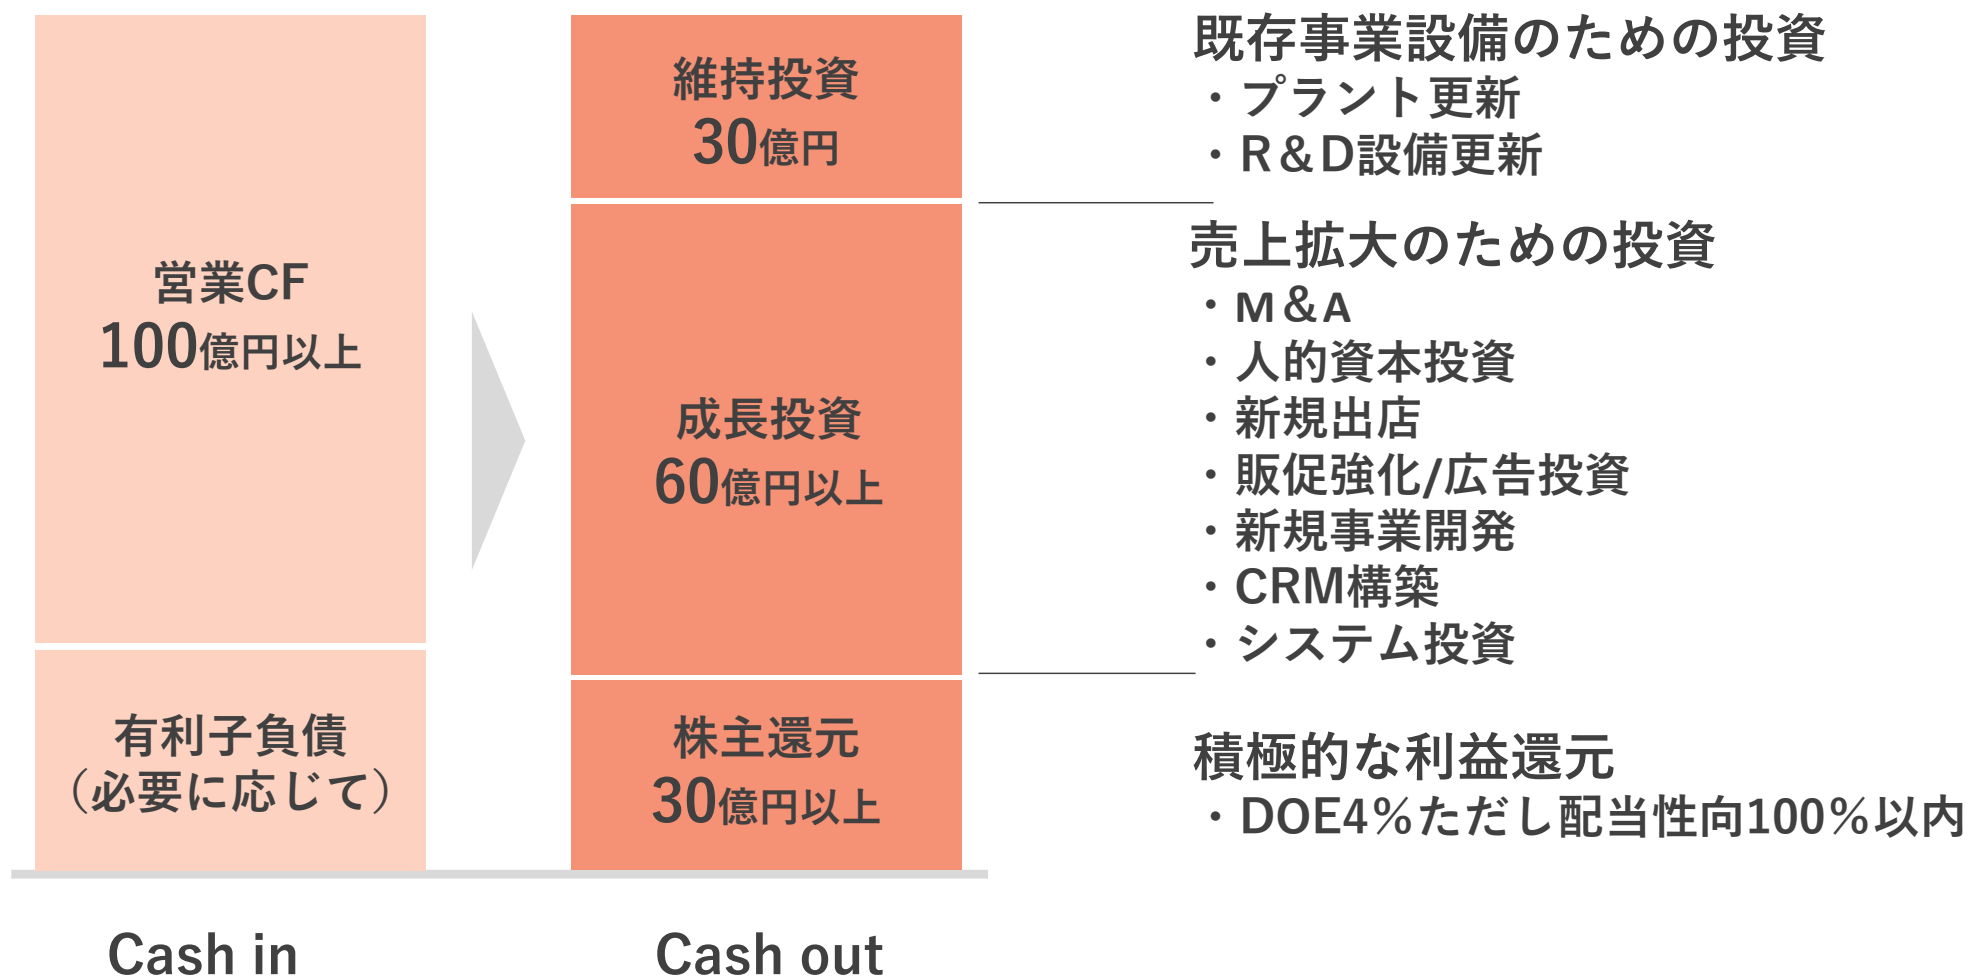 営業CF
100億円以上
有利子負債
（必要に応じて）
Cash in
維持投資
30億円
成長投資
60億円以上
株主還元
30億円以上
Cash out
既存事業設備のための投資
・プラント更新
・R＆D設備更新
売上拡大のための投資
・M＆A
・人的資本投資
・新規出店
・販促強化/広告投資
・新規事業開発
・CRM構築
・システム投資
積極的な利益還元
・DOE4％ただし配当性向100％以内